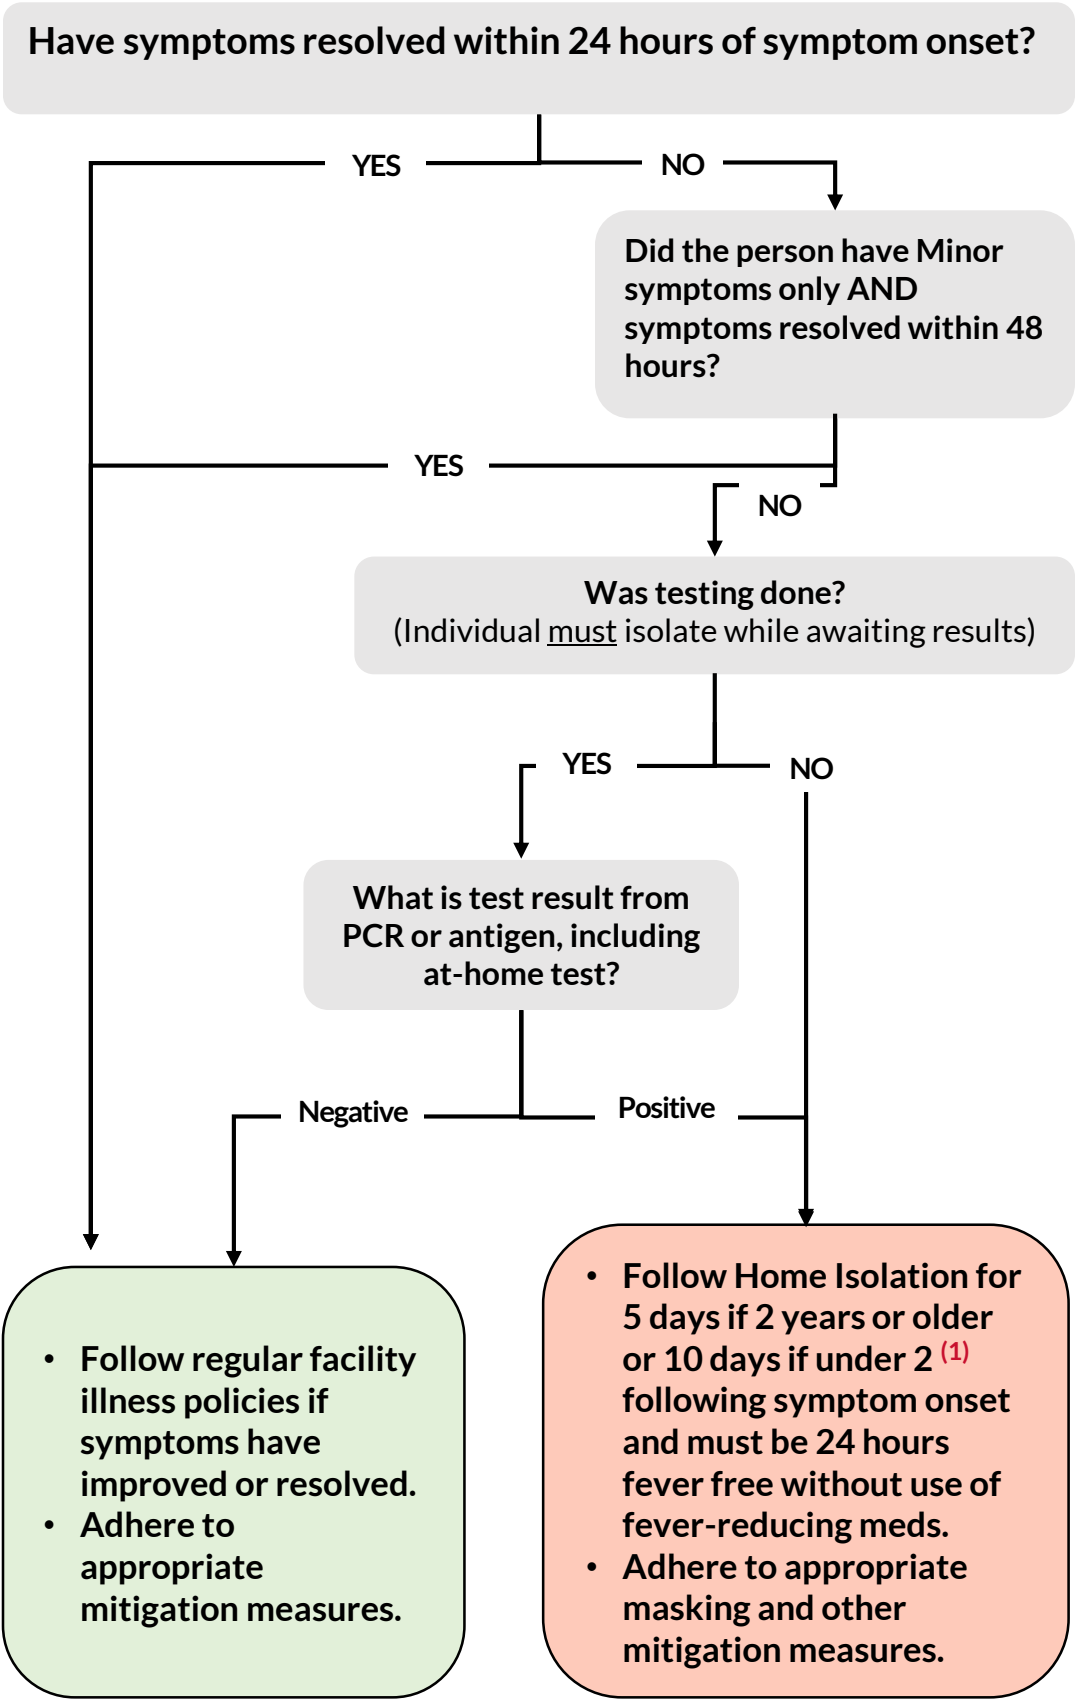 Have symptoms resolved within 24 hours of symptom onset?
YES
NO
Did the person have Minor
symptoms only AND
symptoms resolved within 48
hours?
YES
NO
Was testing done?
(Individual must isolate while awaiting results)
YES
NO
What is test result from
PCR or antigen, including
at-home test?
Negative
Positive
• Follow regular facility
illness policies if
symptoms have
improved or resolved.
• Adhere to
appropriate
mitigation measures.
• Follow Home Isolation for
5 days if 2 years or older
or 10 days if under 2 (1)
following symptom onset
and must be 24 hours
fever free without use of
fever-reducing meds.
• Adhere to appropriate
masking and other
mitigation measures.